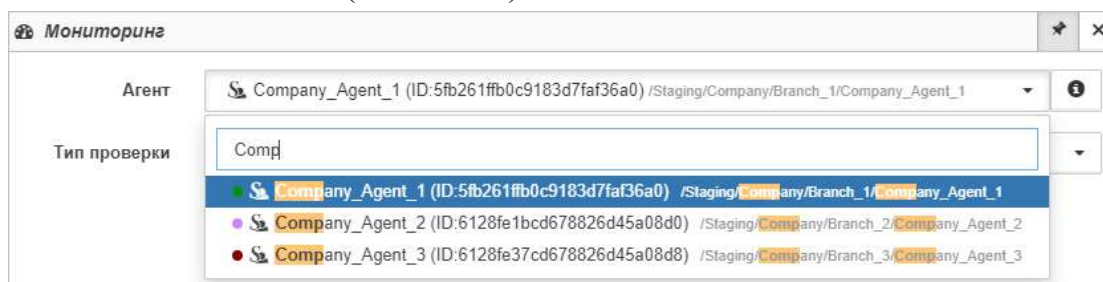 Мониторинг
Агент Company_Agent_1 (ID:5fb261ffb0c9183d7faf36a0) /Staging/Company/Branch_1/Company_Agent_1
Тип проверки Comp
Company_Agent_1 (ID:5fb261ffb0c9183d7faf36a0) /Staging/Company/Branch_1/Company_Agent_1
Company_Agent_2 (ID:6128fe1bcd678826d45a08d0) /Staging/Company/Branch_2/Company_Agent_2
Company_Agent_3 (ID:6128fe37cd678826d45a08d8) /Staging/Company/Branch_3/Company_Agent_3